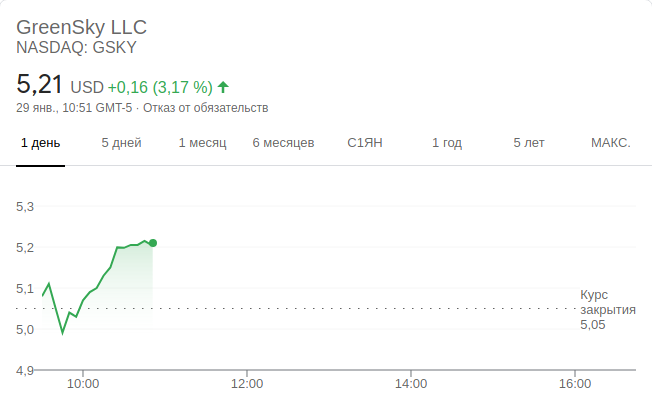 GreenSky LLC
NASDAQ: GSKY
5,21 USD +0,16 (3,17 %)
29 янв., 10:51 GMT-5 · Отказ от обязательств
1 день 5 дней 1 месяц 6 месяцев С1ЯН 1 год 5 лет МАКС.
5,3
5,2
5,1
Курс
закрытия
5,05
5,0
4,9
10:00 12:00 14:00 16:00